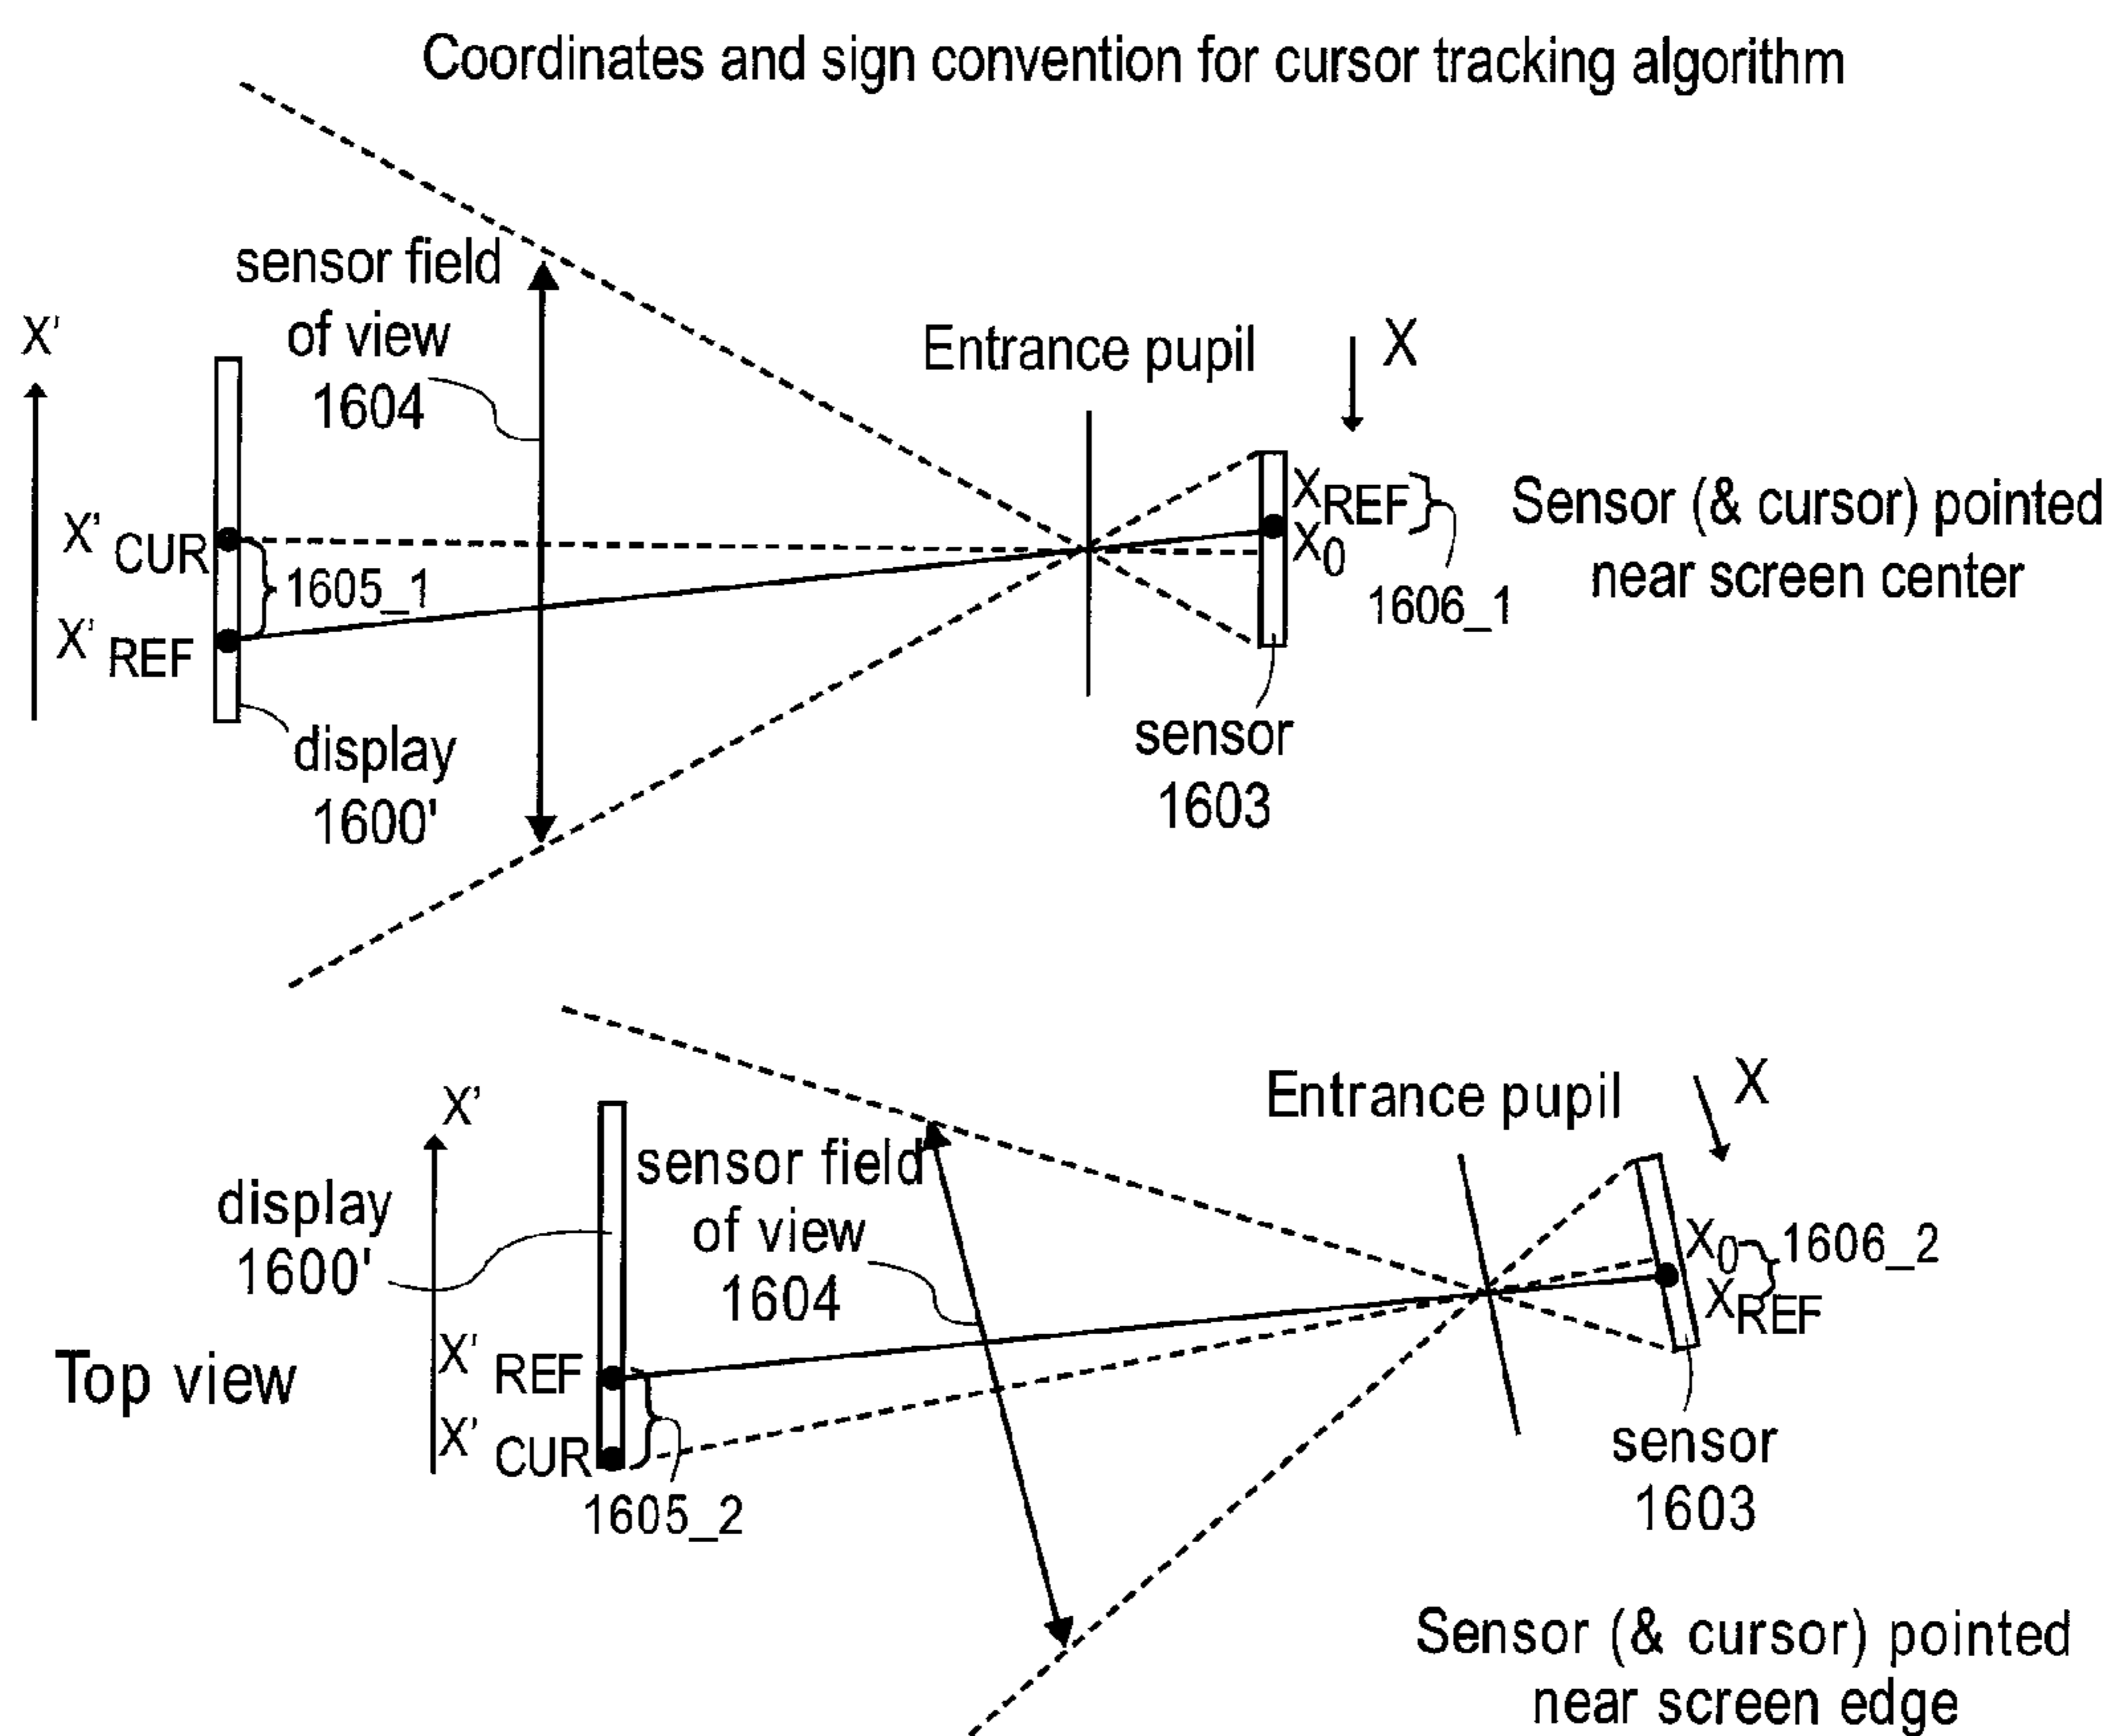 Coordinates and sign convention for cursor tracking algorithm
sensor field
of view
1604
X'
Entrance pupil
X
X' CUR
1605_1
X' REF
display
1600'
XREF
X0
1606_1
sensor
1603
Sensor (& cursor) pointed
near screen center
X'
display
1600'
sensor field
of view
1604
Entrance pupil
X
X0
1606_2
XREF
Top view
X' REF
X' CUR
1605_2
sensor
1603
Sensor (& cursor) pointed
near screen edge